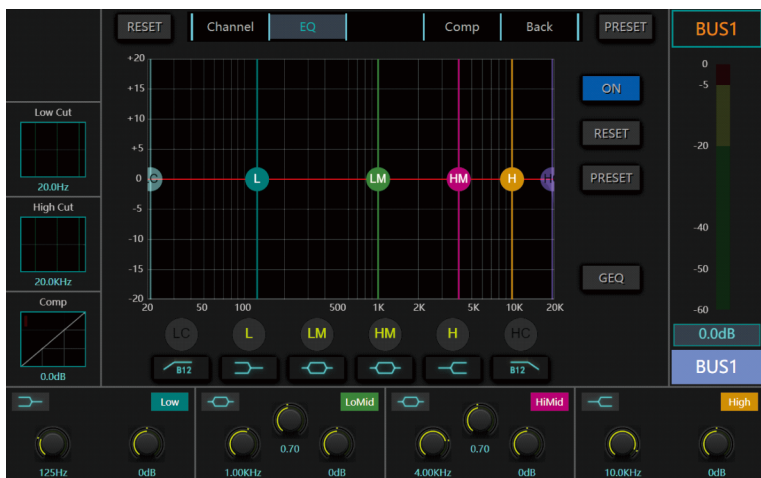 RESET Channel EQ Comp Back PRESET BUS1
+20
+15
+10
+5
0
-5
-10
-15
-20
20 50 100 500 1K 2K 5K 10K 20K
C L LM HM H H
Low Cut
20.0Hz
High Cut
20.0KHz
Comp
0.0dB
ON
RESET
PRESET
GEQ
0
-5
-20
-40
-50
-60
0.0dB
BUS1
LC L LM HM H HC
B12 B12
Low LoMid HiMid High
0.70 0.70
125Hz 0dB 1.00KHz 0dB 4.00KHz 0dB 10.0KHz 0dB